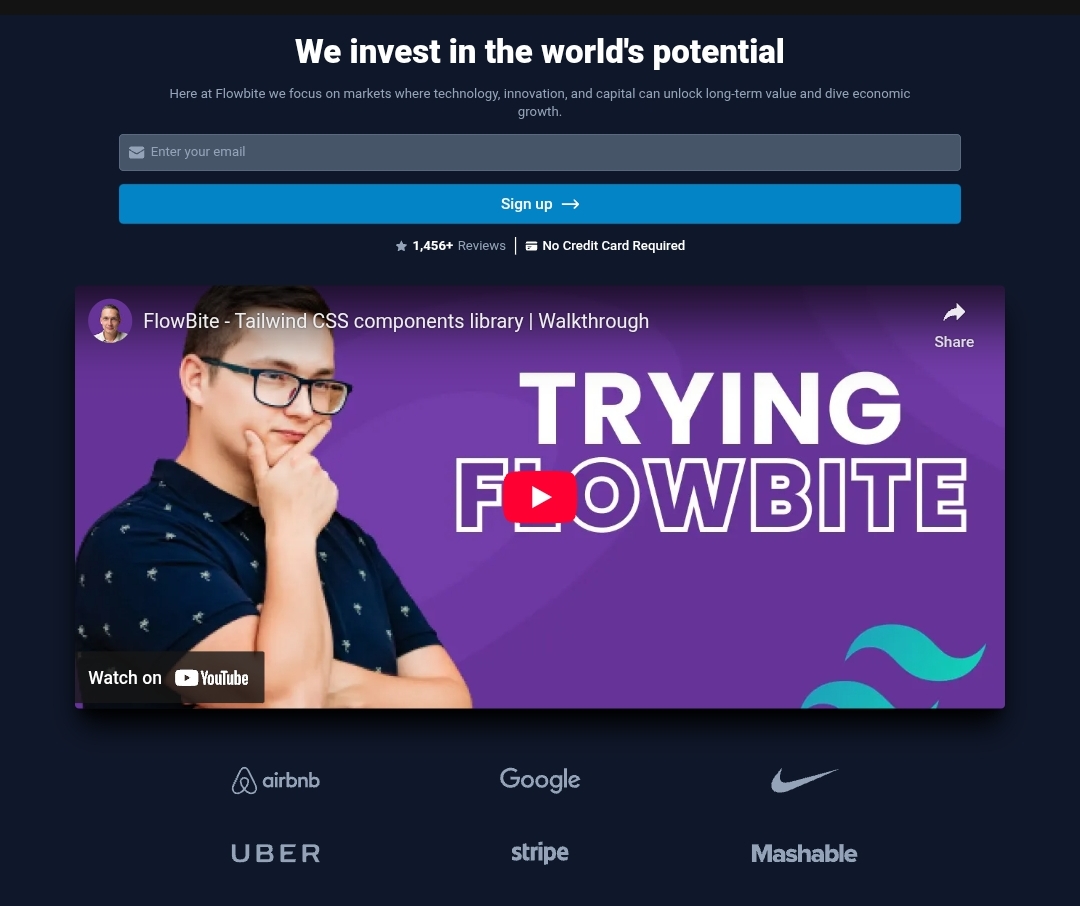 We invest in the world's potential
Here at Flowbite we focus on markets where technology, innovation, and capital can unlock long-term value and dive economic
growth.
Enter your email
Sign up
1,456+ Reviews
No Credit Card Required
FlowBite - Tailwind CSS components library | Walkthrough
Share
TRYING
FLOWBITE
Watch on YouTube
airbnb
Google
UBER
stripe
Mashable